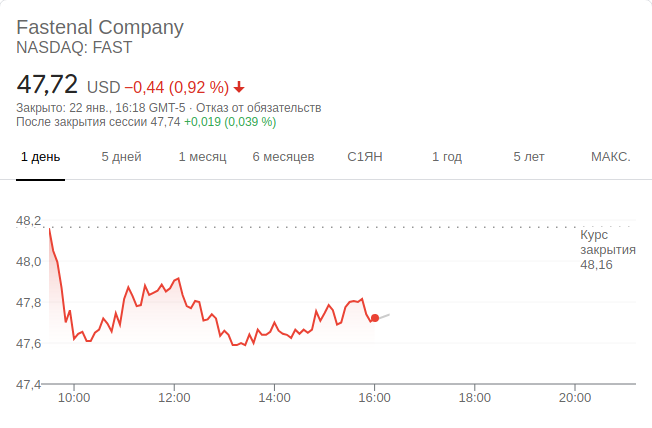 Fastenal Company
NASDAQ: FAST
47,72 USD −0,44 (0,92 %)
Закрыто: 22 янв., 16:18 GMT-5 · Отказ от обязательств
После закрытия сессии 47,74 +0,019 (0,039 %)
1 день 5 дней 1 месяц 6 месяцев С1ЯН 1 год 5 лет МАКС.
48,2
Курс
закрытия
48,16
48,0
47,8
47,6
47,4
10:00 12:00 14:00 16:00 18:00 20:00